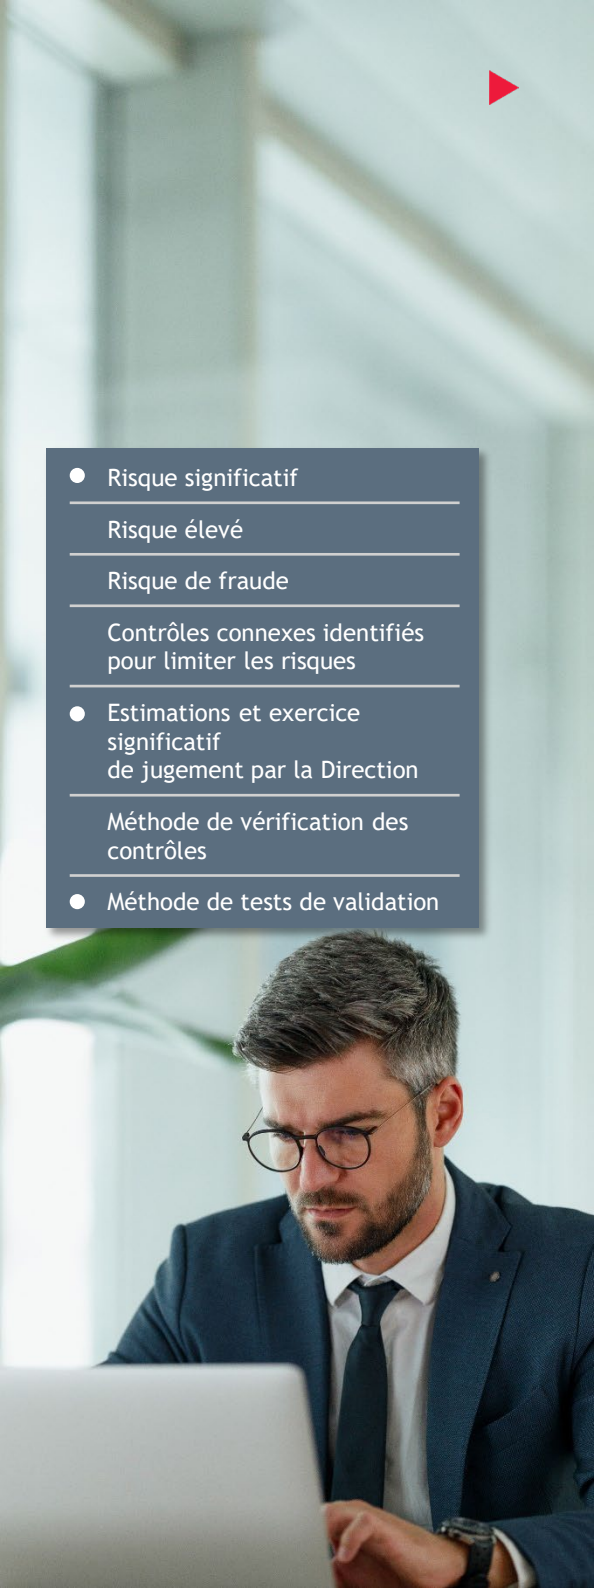 Risque significatif
Risque élevé
Risque de fraude
Contrôles connexes identifiés
pour limiter les risques
Estimations et exercice
significatif
de jugement par la Direction
Méthode de vérification des
contrôles
Méthode de tests de validation